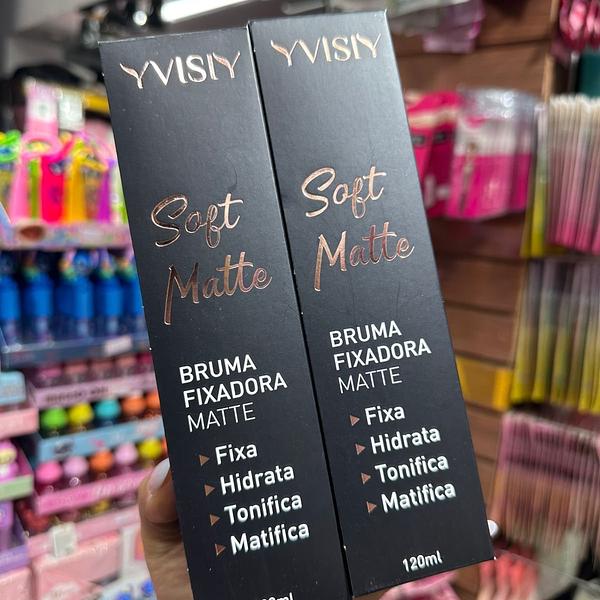 YVISIY
Soft
Matte
BRUMA
FIXADORA
MATTE
Fixa
Hidrata
Tonifica
Matifica
YVISIY
Soft
Matte
BRUMA
FIXADORA
MATTE
Fixa
Hidrata
Tonifica
Matifica
120ml